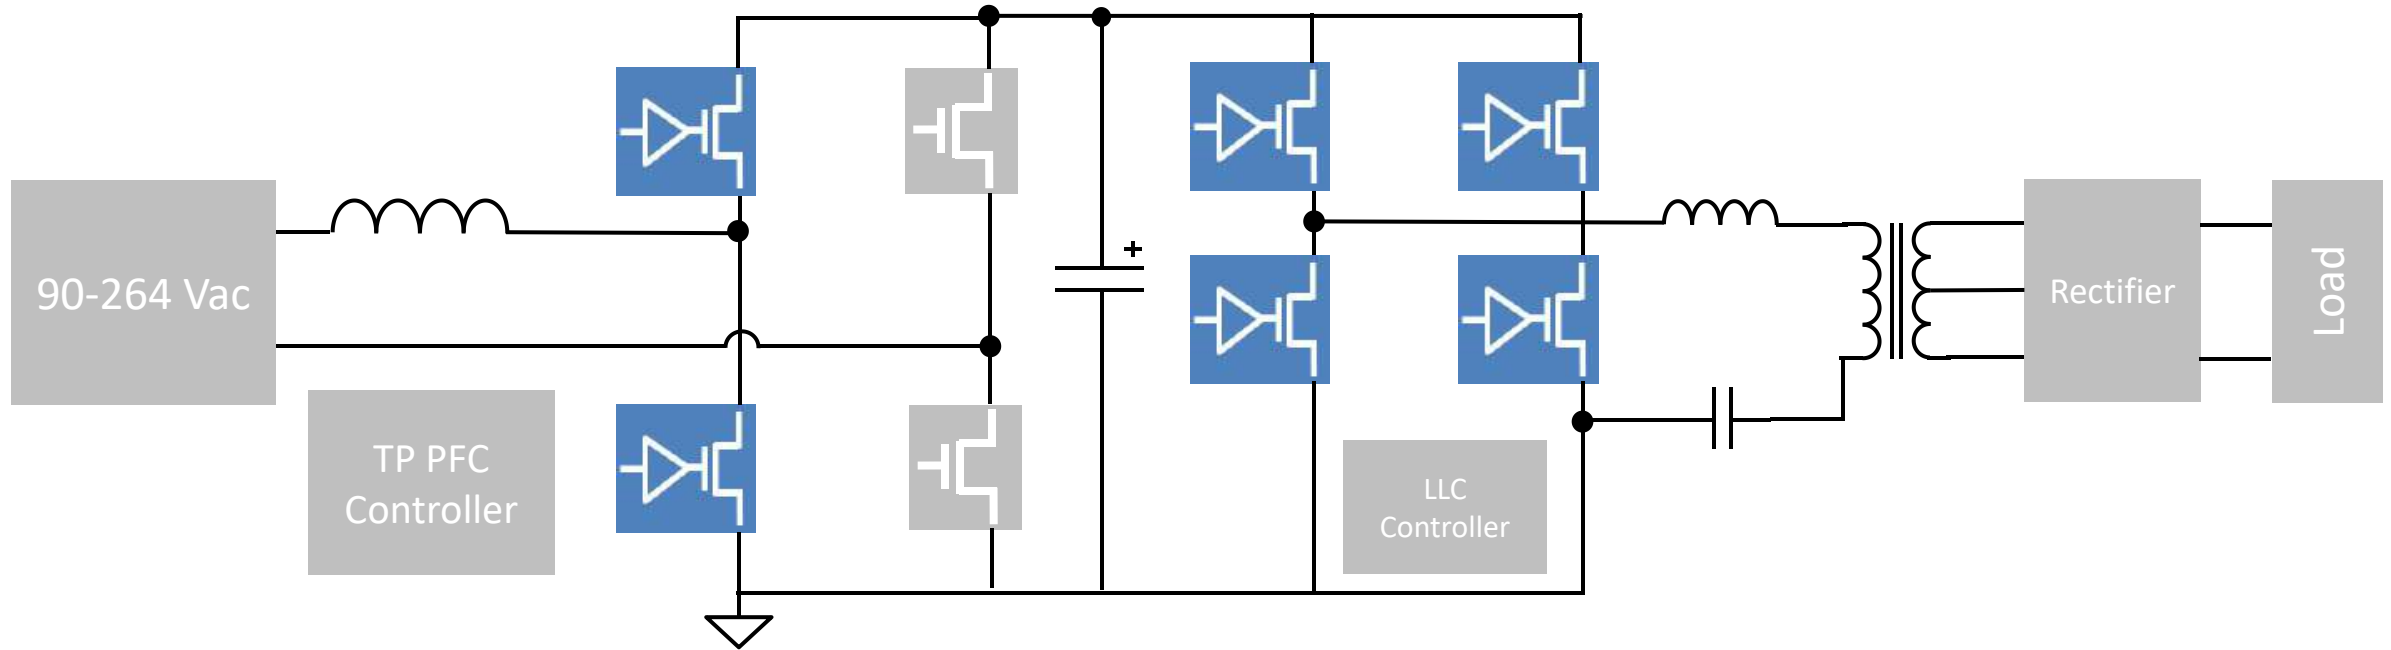 90-264 Vac
TP PFC
Controller
+
LLC
Controller
Rectifier
Load